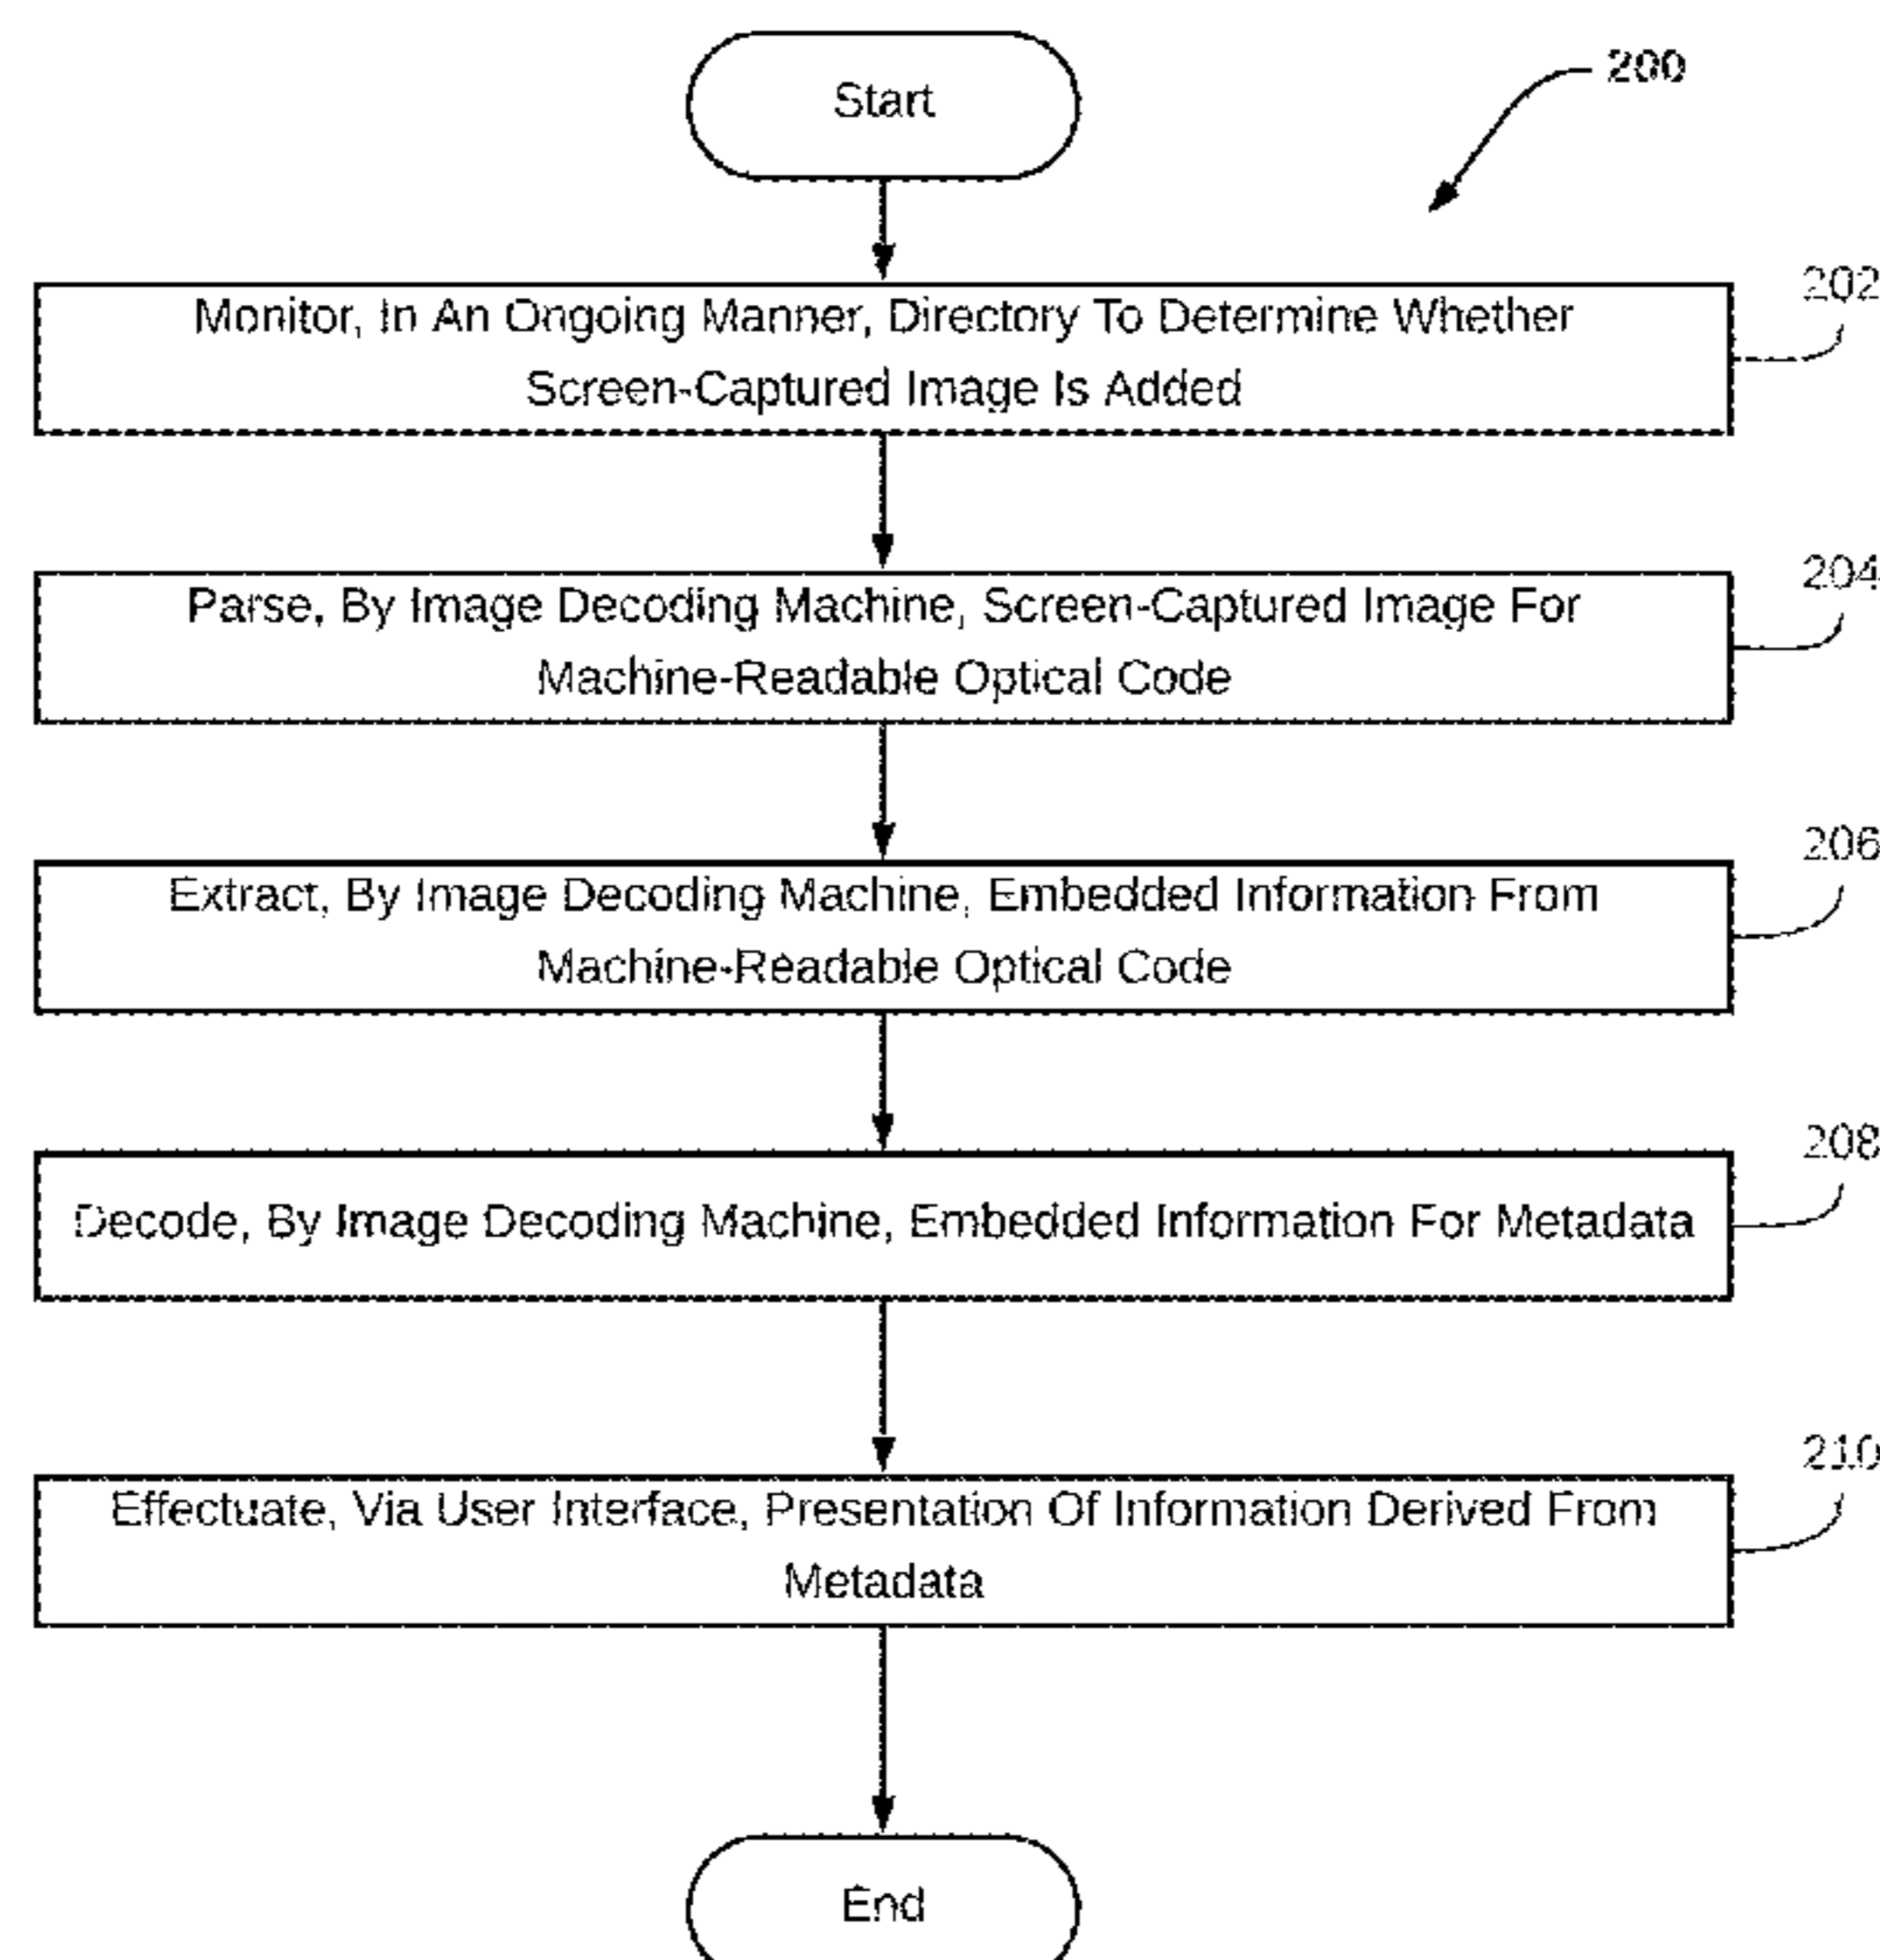 Start
200
202
Monitor, In An Ongoing Manner, Directory To Determine Whether
Screen-Captured Image Is Added
204
Parse, By Image Decoding Machine, Screen-Captured Image For
Machine-Readable Optical Code
206
Extract, By Image Decoding Machine, Embedded Information From
Machine-Readable Optical Code
208
Decode, By Image Decoding Machine, Embedded Information For Metadata
210
Effectuate, Via User Interface, Presentation Of Information Derived From
Metadata
End